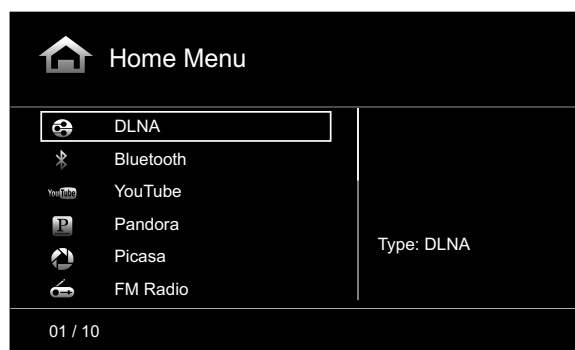 Home Menu
DLNA
Bluetooth
YouTube
YouTube
P
Pandora
Picasa
FM Radio
Type: DLNA
01 / 10